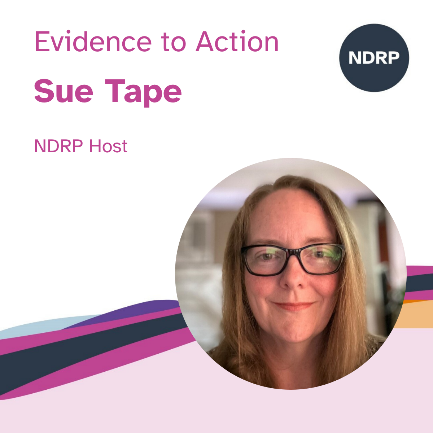 Evidence to Action
NDRP
Sue Tape
NDRP Host